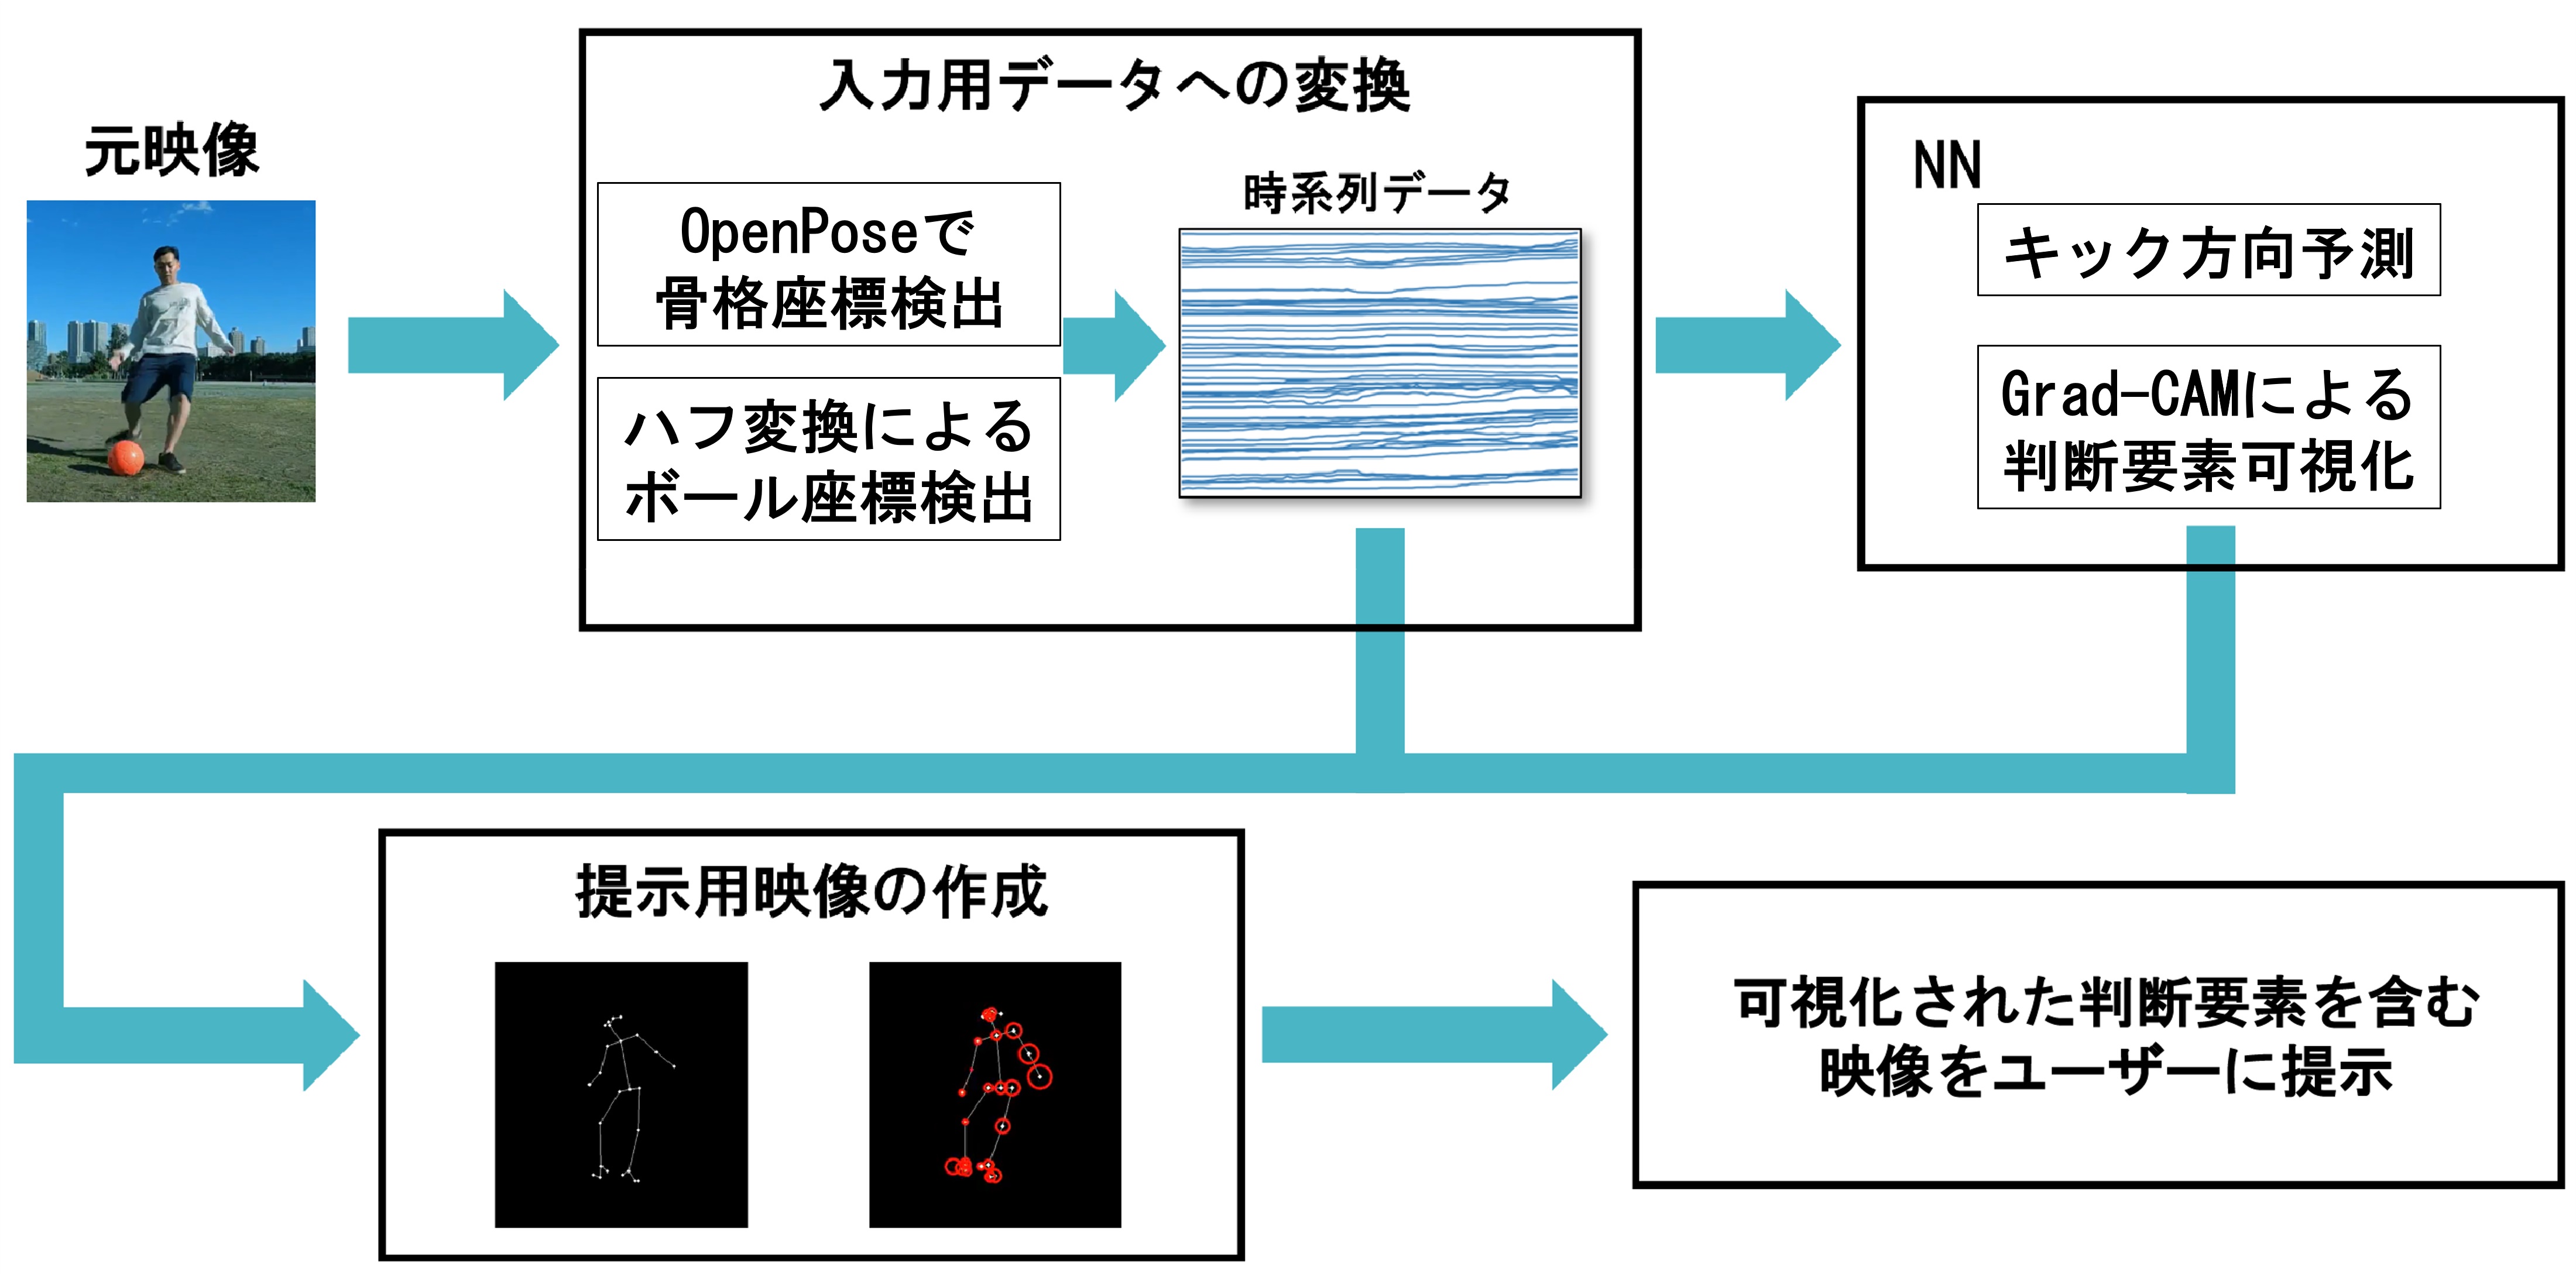 元映像
入力用データへの変換
OpenPoseで
骨格座標検出
ハフ変換による
ボール座標検出
時系列データ
NN
キック方向予測
Grad-CAMによる
判断要素可視化
提示用映像の作成
可視化された判断要素を含む
映像をユーザーに提示